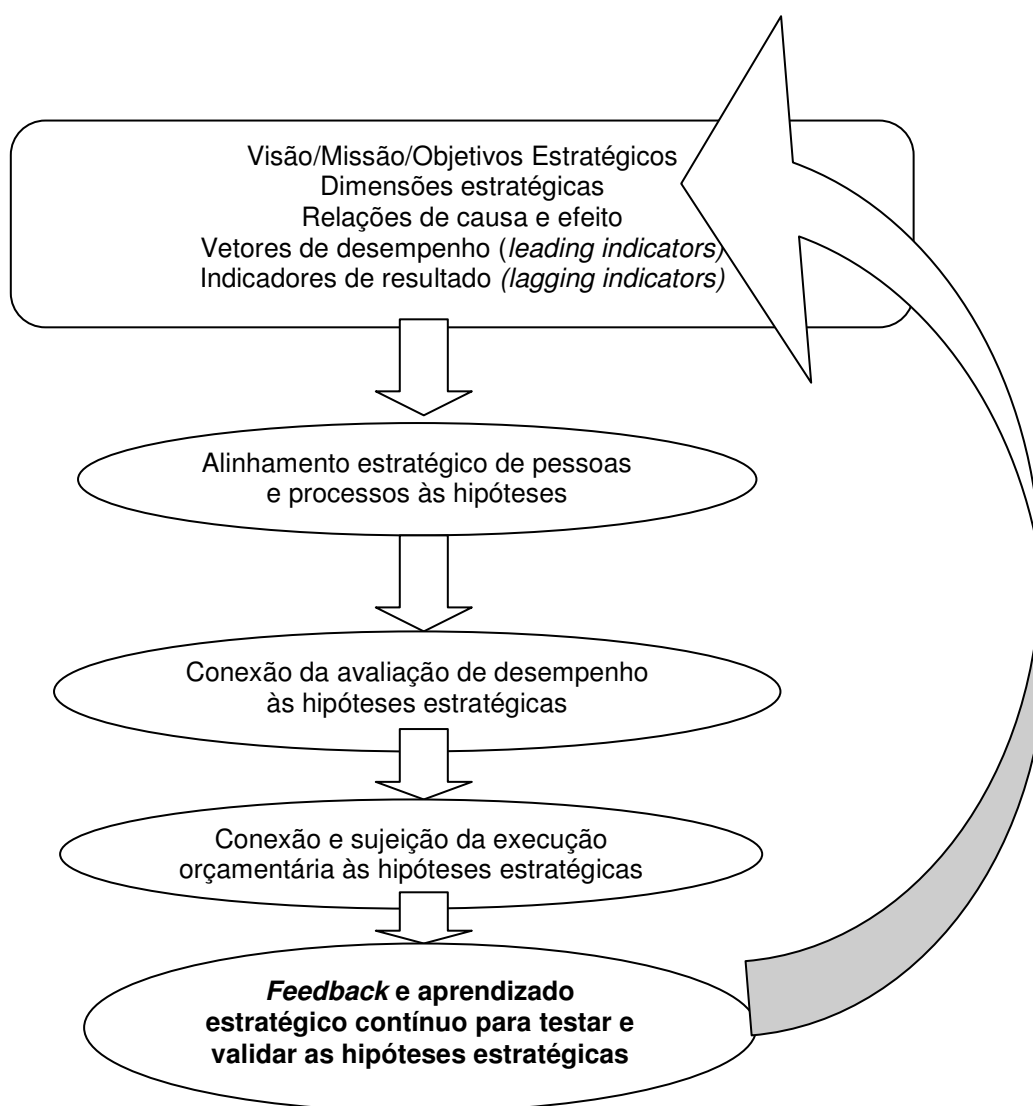 Visão/Missão/Objetivos Estratégicos
Dimensões estratégicas
Relações de causa e efeito
Vetores de desempenho (leading indicators)
Indicadores de resultado (lagging indicators)
Alinhamento estratégico de pessoas
e processos às hipóteses
Conexão da avaliação de desempenho
às hipóteses estratégicas
Conexão e sujeição da execução
orçamentária às hipóteses estratégicas
Feedback e aprendizado
estratégico contínuo para testar e
validar as hipóteses estratégicas